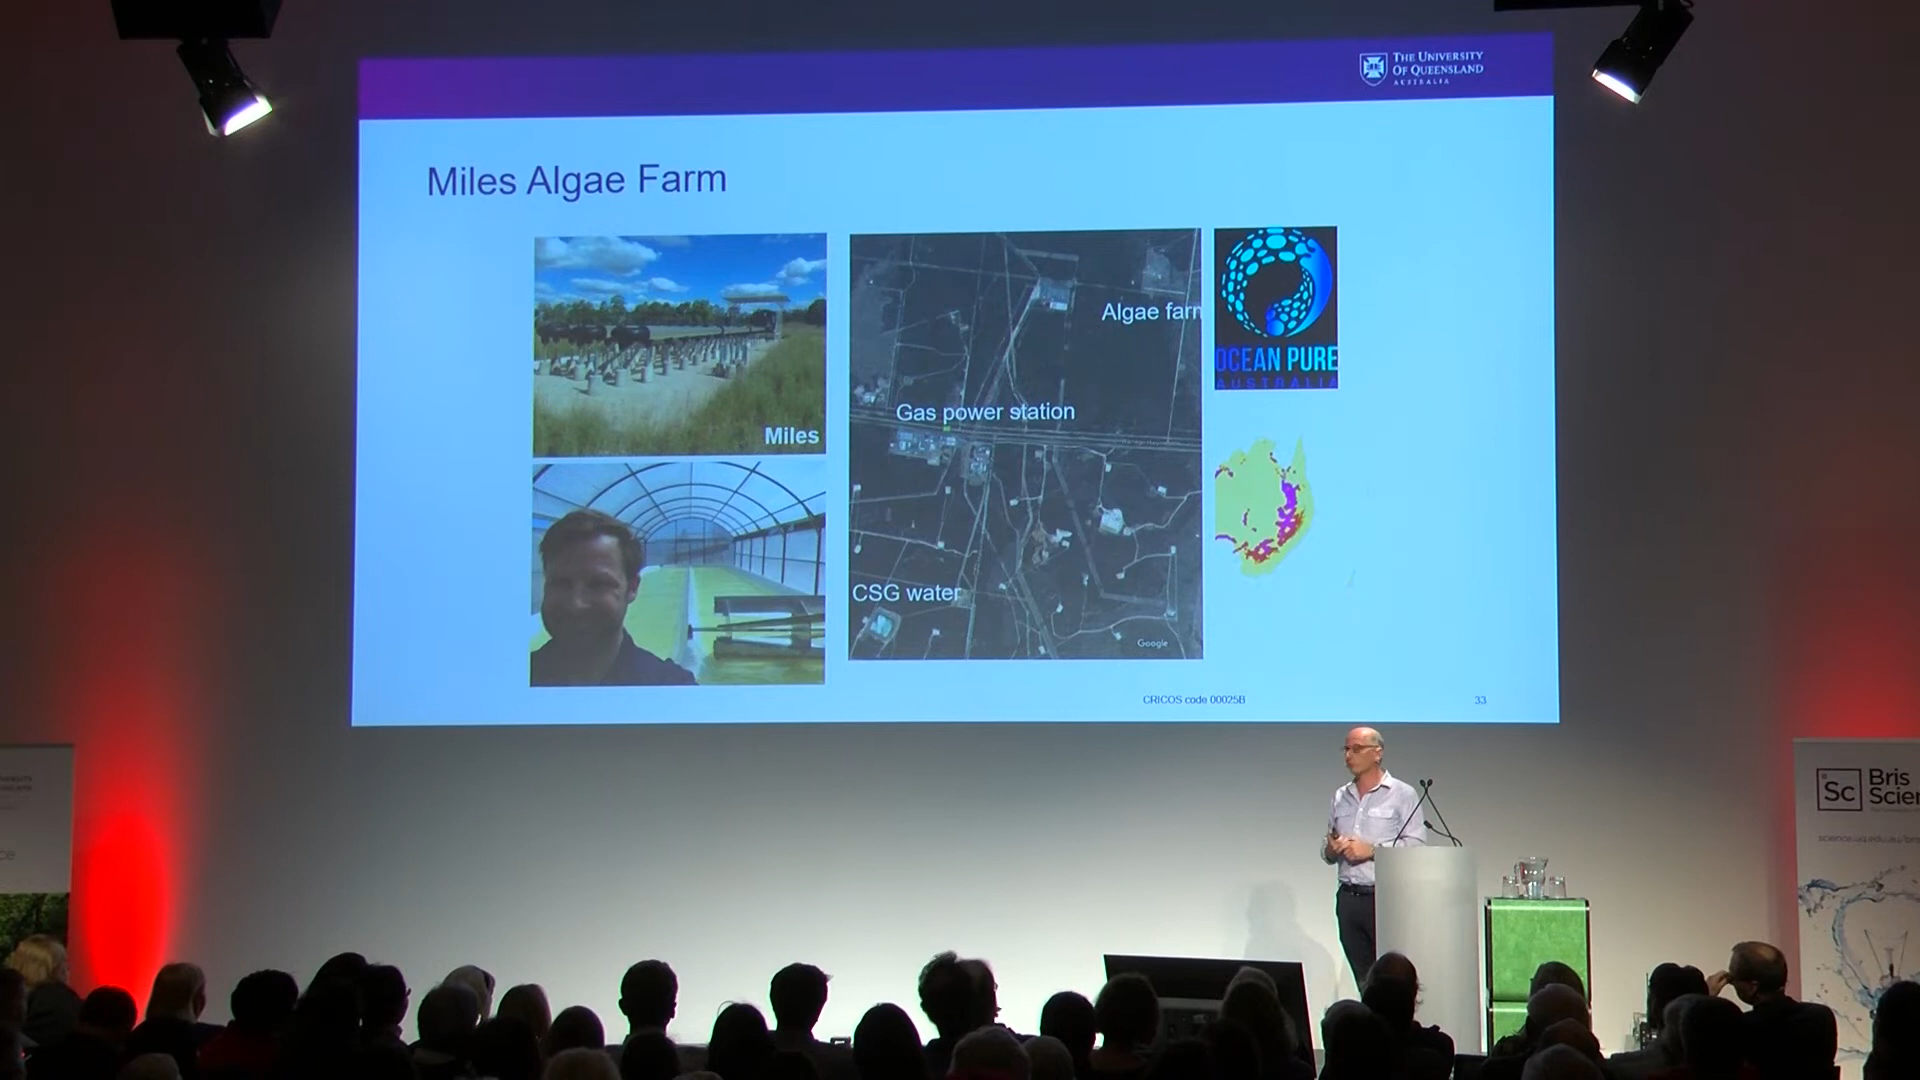 THE UNIVERSITY
OF QUEENSLAND
AUSTRALIA
Miles Algae Farm
Miles
Algae farm
Gas power station
CSG water
Google
OCEAN PURE
AUSTRALIA
CRICOS code 00025B
33
Sc
Bris
Scien